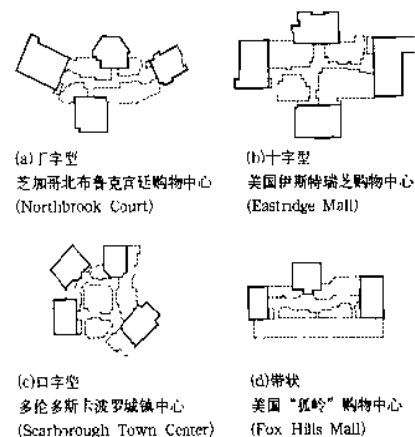 (a)厂字型
芝加哥北布鲁克宫廷购物中心
(Northbrook Court)
(b)十字型
美国伊斯特瑞芝购物中心
(Eastridge Mall)
(c)口字型
多伦多斯卡波罗城镇中心
(Scarborough Town Center)
(d)带状
美国“狐岭”购物中心
(Fox Hills Mall)